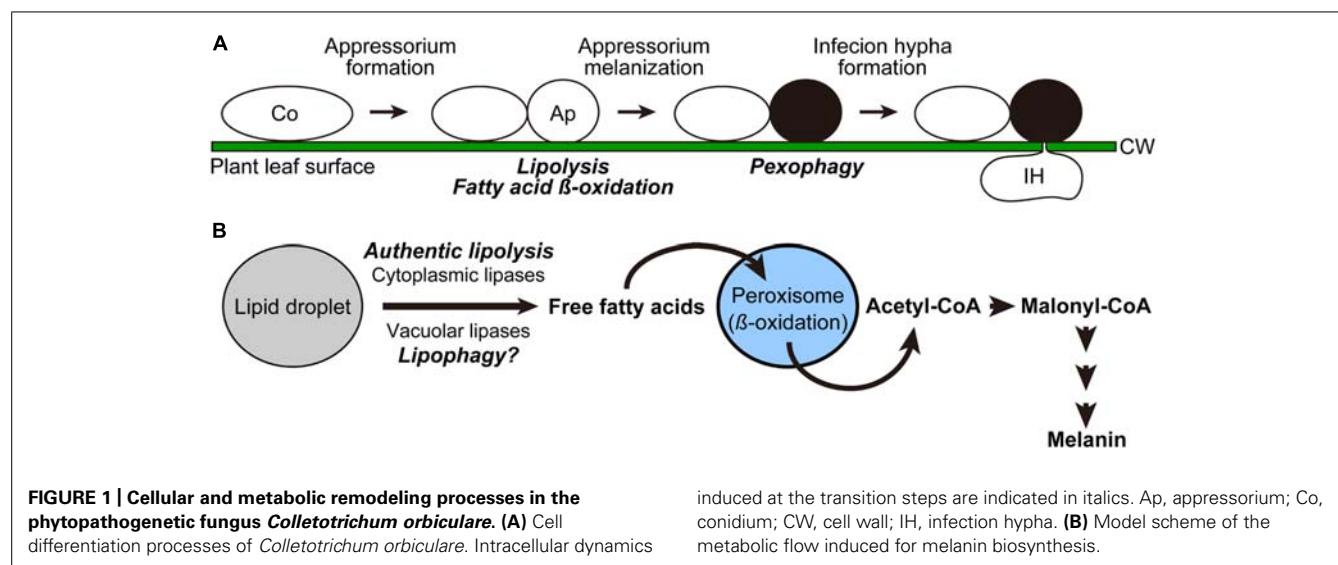 A
Appressorium
formation
Appressorium
melanization
Infecion hypha
formation
Co
Ap
CW
Plant leaf surface
Lipolysis
Fatty acid ß-oxidation
Pexophagy
IH
B
Lipid droplet
Authentic lipolysis
Cytoplasmic lipases
Vacuolar lipases
Lipophagy?
Free fatty acids
Peroxisome
(ß-oxidation)
Acetyl-CoA
Malonyl-CoA
Melanin
FIGURE 1 | Cellular and metabolic remodeling processes in the
phytopathogenetic fungus Colletotrichum orbiculare. (A) Cell
differentiation processes of Colletotrichum orbiculare. Intracellular dynamics
induced at the transition steps are indicated in italics. Ap, appressorium; Co,
conidium; CW, cell wall; IH, infection hypha. (B) Model scheme of the
metabolic flow induced for melanin biosynthesis.